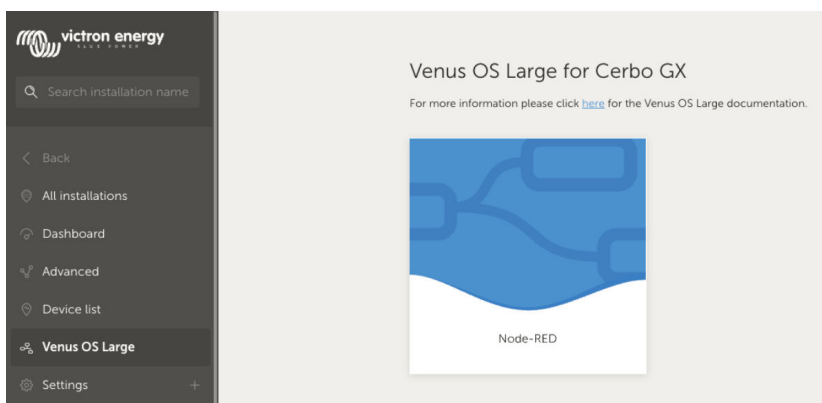 victron energy
BLUE POWER
Search installation name
Back
All installations
Dashboard
Advanced
Device list
Venus OS Large
Settings
Venus OS Large for Cerbo GX
For more information please click here for the Venus OS Large documentation.
Node-RED